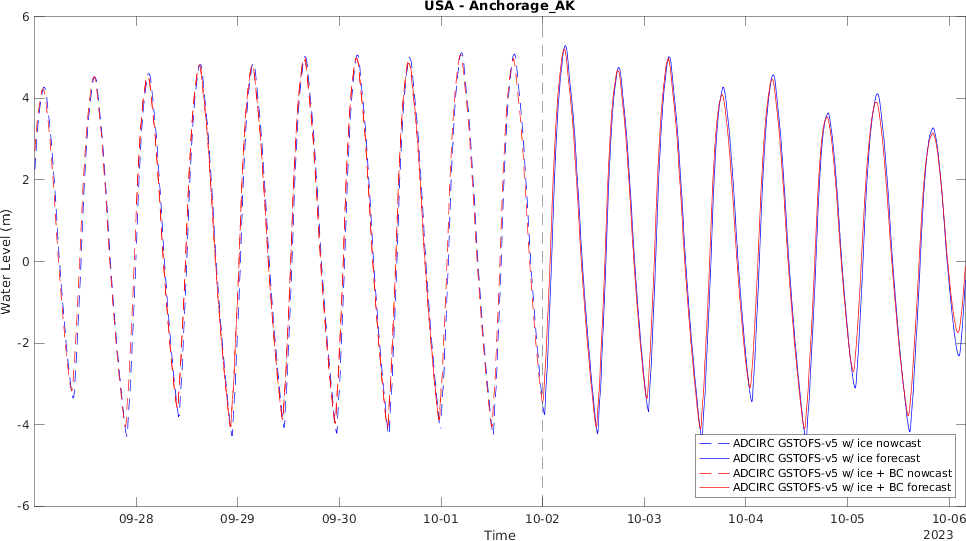 USA - Anchorage_AK
6
4
2
0
-2
-4
-6
Water Level (m)
ADCIRC GSTOFS-v5 w/ ice nowcast
ADCIRC GSTOFS-v5 w/ ice forecast
ADCIRC GSTOFS-v5 w/ ice + BC nowcast
ADCIRC GSTOFS-v5 w/ ice + BC forecast
09-28 09-29 09-30 10-01 10-02 10-03 10-04 10-05 10-06
Time
2023